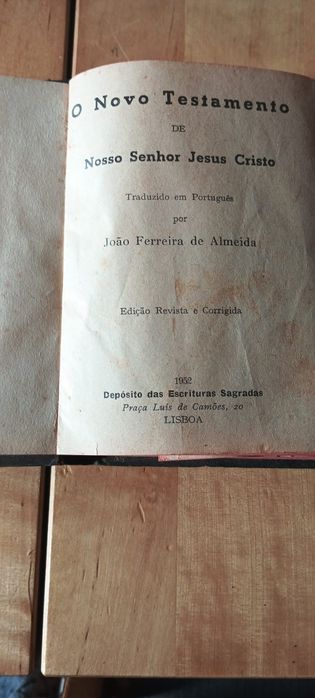 O Novo Testamento
DE
Nosso Senhor Jesus Cristo
Traduzido em Português
por
João Ferreira de Almeida
Edição Revista e Corrigida
1952
Depósito das Escrituras Sagradas
Praça Luís de Camões, 20
LISBOA